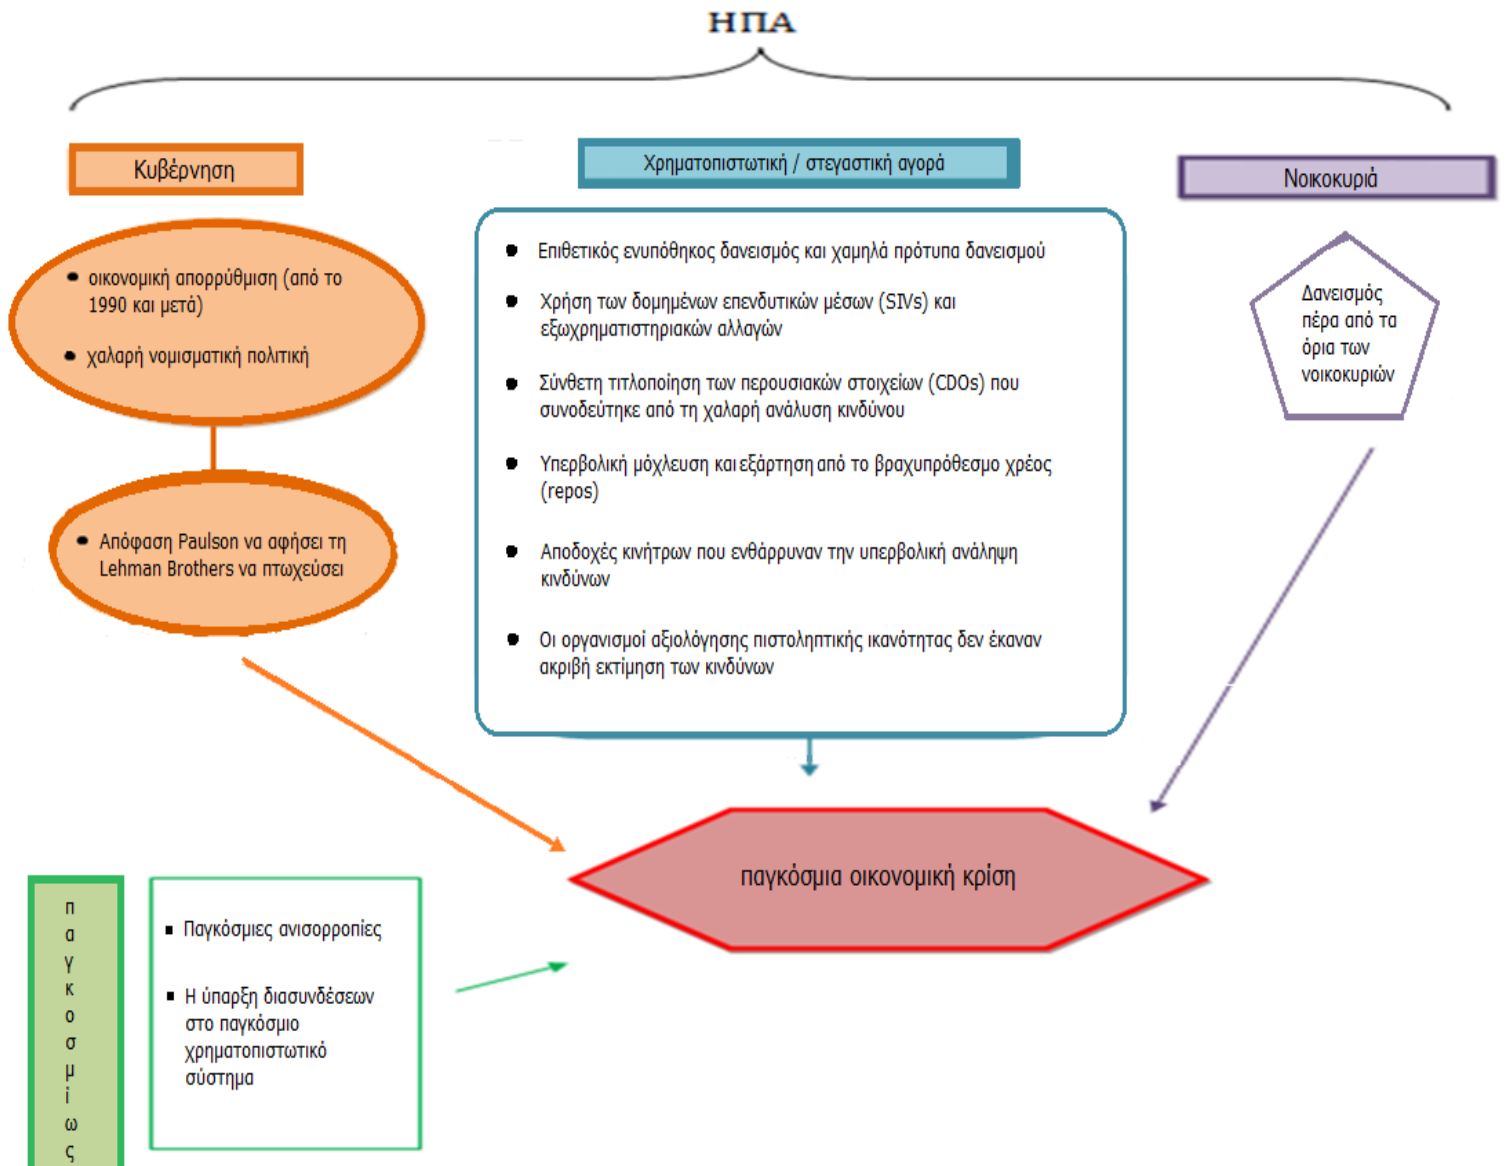 ΗΠΑ
Κυβέρνηση
Χρηματοπιστωτική / στεγαστική αγορά
Νοικοκυριά
• οικονομική απορρύθμιση (από το
1990 και μετά)
• χαλαρή νομισματική πολιτική
• Απόφαση Paulson να αφήσει τη
Lehman Brothers να πτωχεύσει
• Επιθετικός ενυπόθηκος δανεισμός και χαμηλά πρότυπα δανεισμού
• Χρήση των δομημένων επενδυτικών μέσων (SIVs) και
εξωχρηματιστηριακών αλλαγών
• Σύνθετη τιτλοποίηση των περουσιακών στοιχείων (CDOs) που
συνοδεύτηκε από τη χαλαρή ανάλυση κινδύνου
• Υπερβολική μόχλευση και εξάρτηση από το βραχυπρόθεσμο χρέος
(repos)
• Αποδοχές κινήτρων που ενθάρρυναν την υπερβολική ανάληψη
κινδύνων
• Οι οργανισμοί αξιολόγησης πιστοληπτικής ικανότητας δεν έκαναν
ακριβή εκτίμηση των κινδύνων
Δανεισμός
πέρα από τα
όρια των
νοικοκυριών
παγκόσμια οικονομική κρίση
π
α
γ
κ
ο
σ
μ
ί
ω
ς
▪ Παγκόσμιες ανισορροπίες
▪ Η ύπαρξη διασυνδέσεων
στο παγκόσμιο
χρηματοπιστωτικό
σύστημα